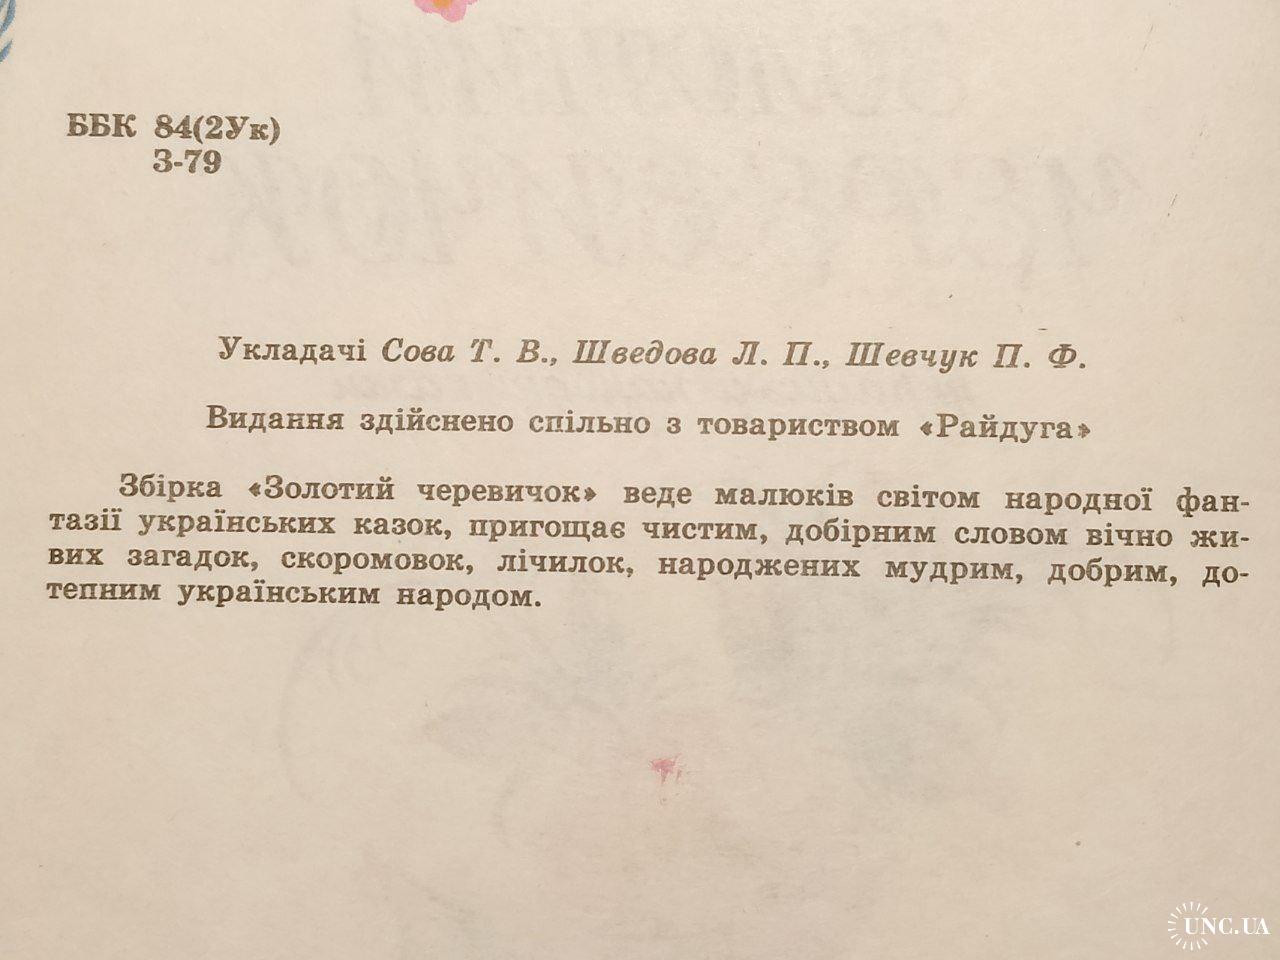 ББК 84(2Ук)
З-79
Укладачі Сова Т. В., Шведова Л. П., Шевчук П. Ф.
Видання здійснено спільно з товариством «Райдуга»
Збірка «Золотий черевичок» веде малюків світом народної фан-
тазії українських казок, пригощає чистим, добірним словом вічно жи-
вих загадок, скоромовок, лічилок, народжених мудрим, добрим, до-
тепним українським народом.
UNC.UA